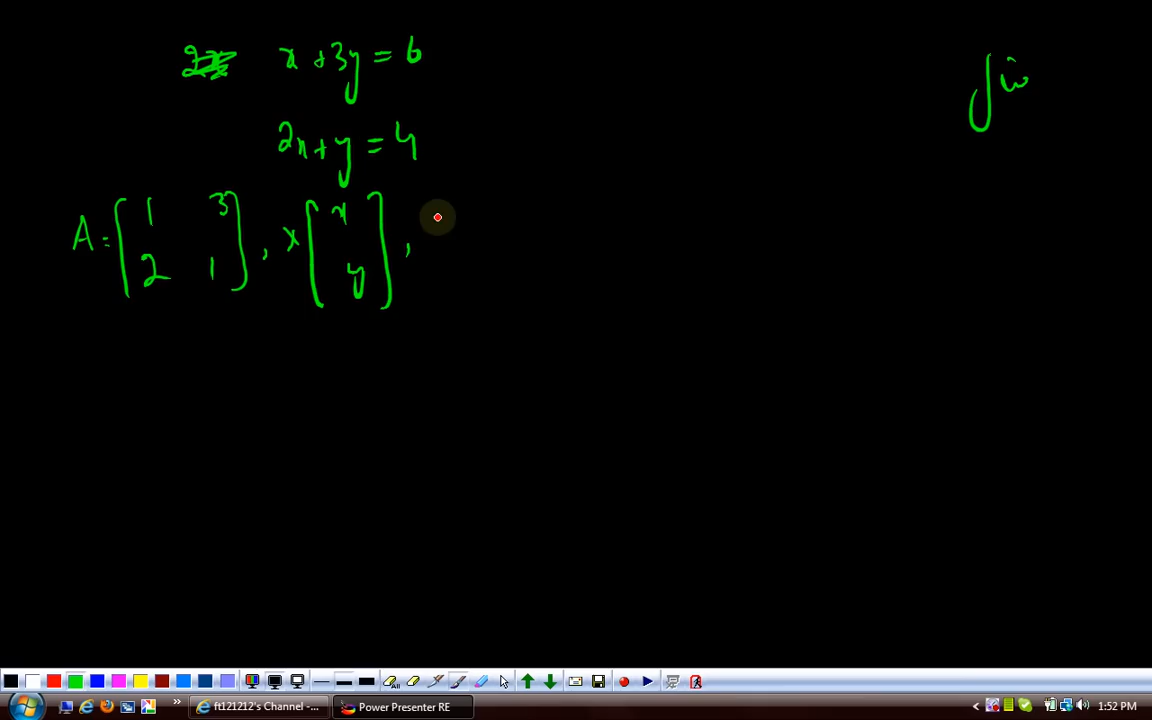 x + 3y = 6
2x + y = 4
A = [1 3
2 1], x [x
y],
ft121212's Channel -...
Power Presenter RE
1:52 PM